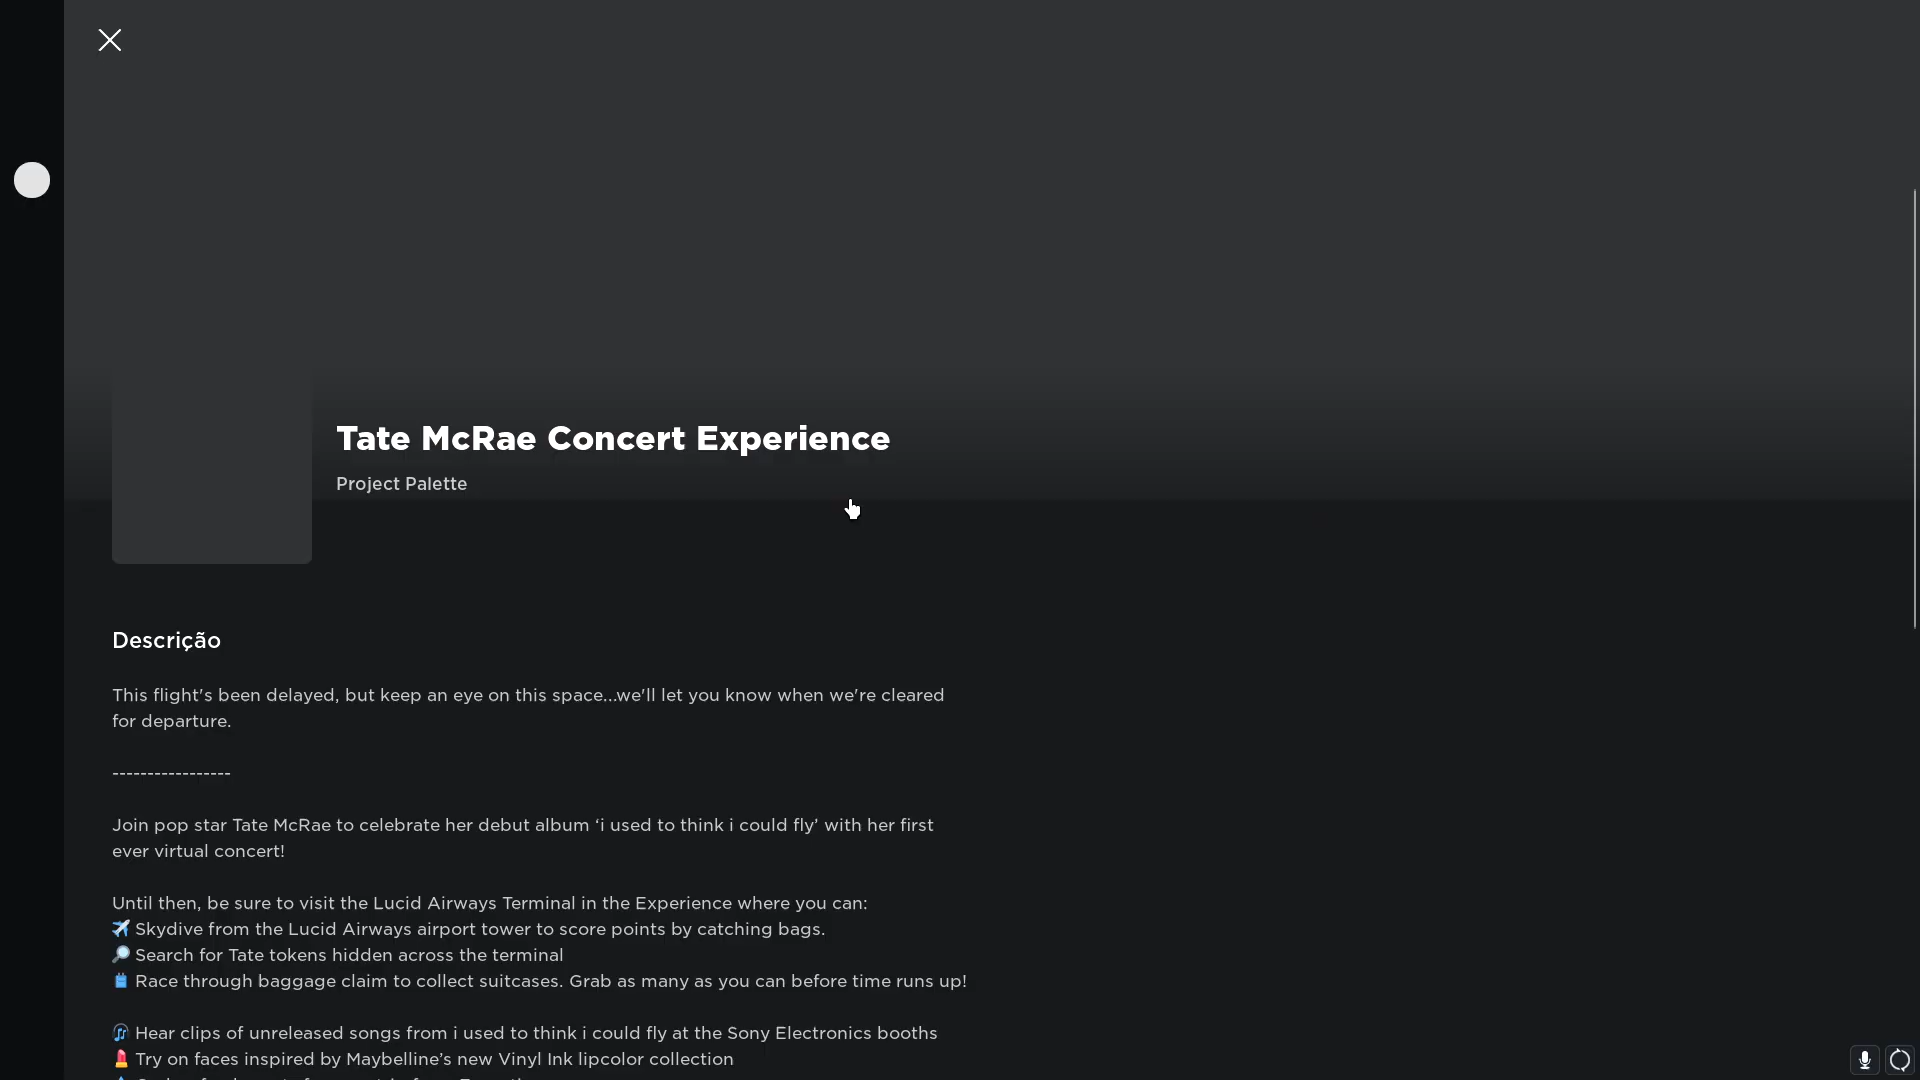 Tate McRae Concert Experience
Project Palette
Descrição
This flight's been delayed, but keep an eye on this space...we'll let you know when we're cleared
for departure.
-----------------
Join pop star Tate McRae to celebrate her debut album ‘i used to think i could fly’ with her first
ever virtual concert!
Until then, be sure to visit the Lucid Airways Terminal in the Experience where you can:
✈️ Skydive from the Lucid Airways airport tower to score points by catching bags.
🔎 Search for Tate tokens hidden across the terminal
🧳 Race through baggage claim to collect suitcases. Grab as many as you can before time runs up!
🎧 Hear clips of unreleased songs from i used to think i could fly at the Sony Electronics booths
💄 Try on faces inspired by Maybelline’s new Vinyl Ink lipcolor collection